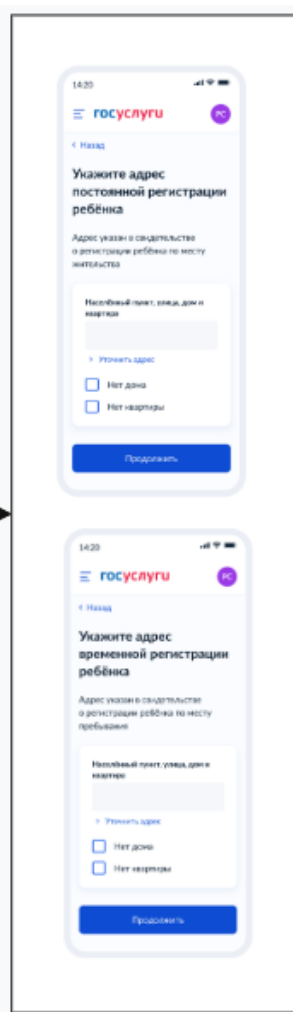 14:20
госуслуги
РС
Назад
Укажите адрес
постоянной регистрации
ребёнка
Адрес указан в свидетельстве
о регистрации ребёнка по месту
жительства
Населённый пункт, улица, дом и
квартира
Уточнить адрес
Нет дома
Нет квартиры
Продолжить
14:20
госуслуги
РС
Назад
Укажите адрес
временной регистрации
ребёнка
Адрес указан в свидетельстве
о регистрации ребёнка по месту
пребывания
Населённый пункт, улица, дом и
квартира
Уточнить адрес
Нет дома
Нет квартиры
Продолжить